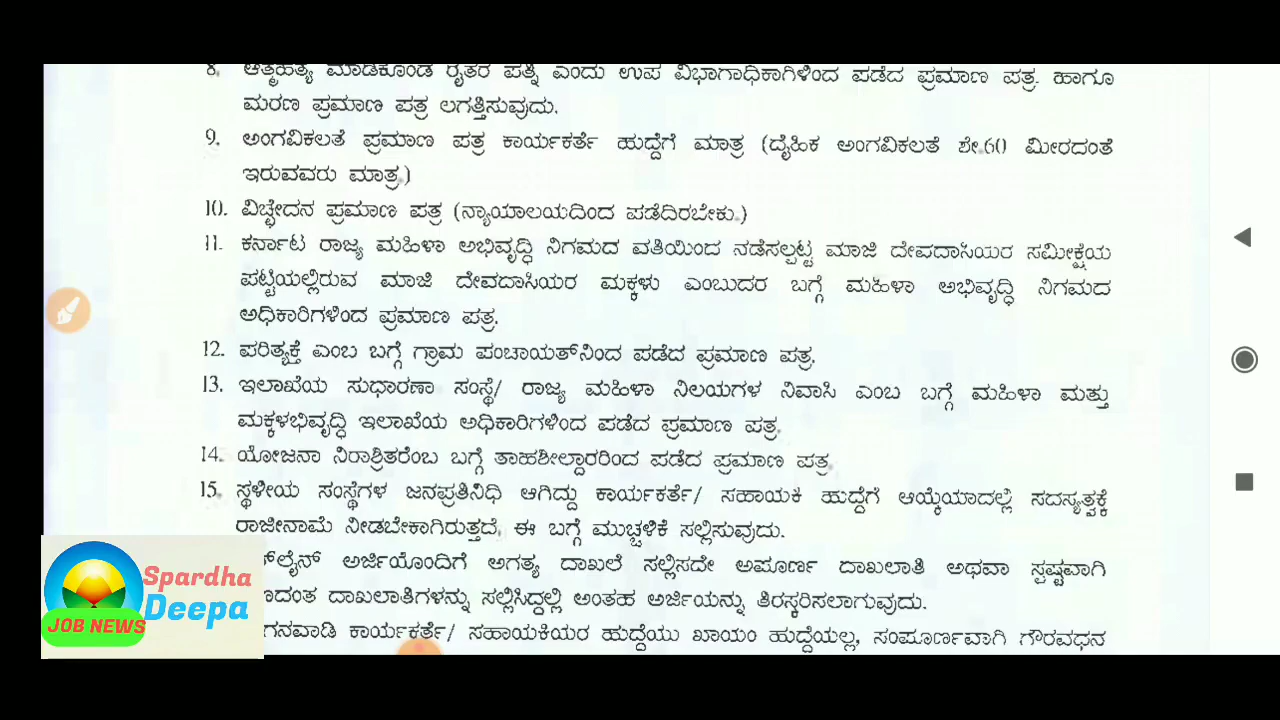 8. ಆತ್ಮಹತ್ಯೆ ಮಾಡಿಕೊಂಡ ರೈತರ ಪತ್ನಿ ಎಂದು ಉಪ ವಿಭಾಗಾಧಿಕಾಗಿಳಿಂದ ಪಡೆದ ಪ್ರಮಾಣ ಪತ್ರ. ಹಾಗೂ
ಮರಣ ಪ್ರಮಾಣ ಪತ್ರ ಲಗತ್ತಿಸುವುದು.
9. ಅಂಗವಿಕಲತೆ ಪ್ರಮಾಣ ಪತ್ರ ಕಾರ್ಯಕರ್ತೆ ಹುದ್ದೆಗೆ ಮಾತ್ರ (ದೈಹಿಕ ಅಂಗವಿಕಲತೆ ಶೇ.60 ಮೀರದಂತೆ
ಇರುವವರು ಮಾತ್ರ.)
10. ವಿಚ್ಛೇದನ ಪ್ರಮಾಣ ಪತ್ರ (ನ್ಯಾಯಾಲಯದಿಂದ ಪಡೆದಿರಬೇಕು.)
11. ಕರ್ನಾಟ ರಾಜ್ಯ ಮಹಿಳಾ ಅಭಿವೃದ್ಧಿ ನಿಗಮದ ವತಿಯಿಂದ ನಡೆಸಲ್ಪಟ್ಟ ಮಾಜಿ ದೇವದಾಸಿಯರ ಸಮೀಕ್ಷೆಯ
ಪಟ್ಟಿಯಲ್ಲಿರುವ ಮಾಜಿ ದೇವದಾಸಿಯರ ಮಕ್ಕಳು ಎಂಬುದರ ಬಗ್ಗೆ ಮಹಿಳಾ ಅಭಿವೃದ್ಧಿ ನಿಗಮದ
ಅಧಿಕಾರಿಗಳಿಂದ ಪ್ರಮಾಣ ಪತ್ರ.
12. ಪರಿತ್ಯಕ್ತೆ ಎಂಬ ಬಗ್ಗೆ ಗ್ರಾಮ ಪಂಚಾಯತ್‌ನಿಂದ ಪಡೆದ ಪ್ರಮಾಣ ಪತ್ರ.
13. ಇಲಾಖೆಯ ಸುಧಾರಣಾ ಸಂಸ್ಥೆ/ ರಾಜ್ಯ ಮಹಿಳಾ ನಿಲಯಗಳ ನಿವಾಸಿ ಎಂಬ ಬಗ್ಗೆ ಮಹಿಳಾ ಮತ್ತು
ಮಕ್ಕಳಭಿವೃದ್ಧಿ ಇಲಾಖೆಯ ಅಧಿಕಾರಿಗಳಿಂದ ಪಡೆದ ಪ್ರಮಾಣ ಪತ್ರ.
14. ಯೋಜನಾ ನಿರಾಶ್ರಿತರೆಂಬ ಬಗ್ಗೆ ತಾಹಶೀಲ್ದಾರರಿಂದ ಪಡೆದ ಪ್ರಮಾಣ ಪತ್ರ.
15. ಸ್ಥಳೀಯ ಸಂಸ್ಥೆಗಳ ಜನಪ್ರತಿನಿಧಿ ಆಗಿದ್ದು ಕಾರ್ಯಕರ್ತೆ/ ಸಹಾಯಕಿ ಹುದ್ದೆಗೆ ಆಯ್ಕೆಯಾದಲ್ಲಿ ಸದಸ್ಯತ್ವಕ್ಕೆ
ರಾಜೀನಾಮೆ ನೀಡಬೇಕಾಗಿರುತ್ತದೆ, ಈ ಬಗ್ಗೆ ಮುಚ್ಚಳಿಕೆ ಸಲ್ಲಿಸುವುದು.
ಅರ್ಜಿಯೊಂದಿಗೆ ಅಗತ್ಯ ದಾಖಲೆ ಸಲ್ಲಿಸದೇ ಅಪೂರ್ಣ ದಾಖಲಾತಿ ಅಥವಾ ಸ್ಪಷ್ಟವಾಗಿ
ದಾಖಲಾತಿಗಳನ್ನು ಸಲ್ಲಿಸಿದ್ದಲ್ಲಿ ಅಂತಹ ಅರ್ಜಿಯನ್ನು ತಿರಸ್ಕರಿಸಲಾಗುವುದು.
ಕಾರ್ಯಕರ್ತೆ/ ಸಹಾಯಕಿಯರ ಹುದ್ದೆಯು ಖಾಯಂ ಹುದ್ದೆಯಲ್ಲ, ಸಂಪೂರ್ಣವಾಗಿ ಗೌರವಧನ
Spardha
Deepa
JOB NEWS